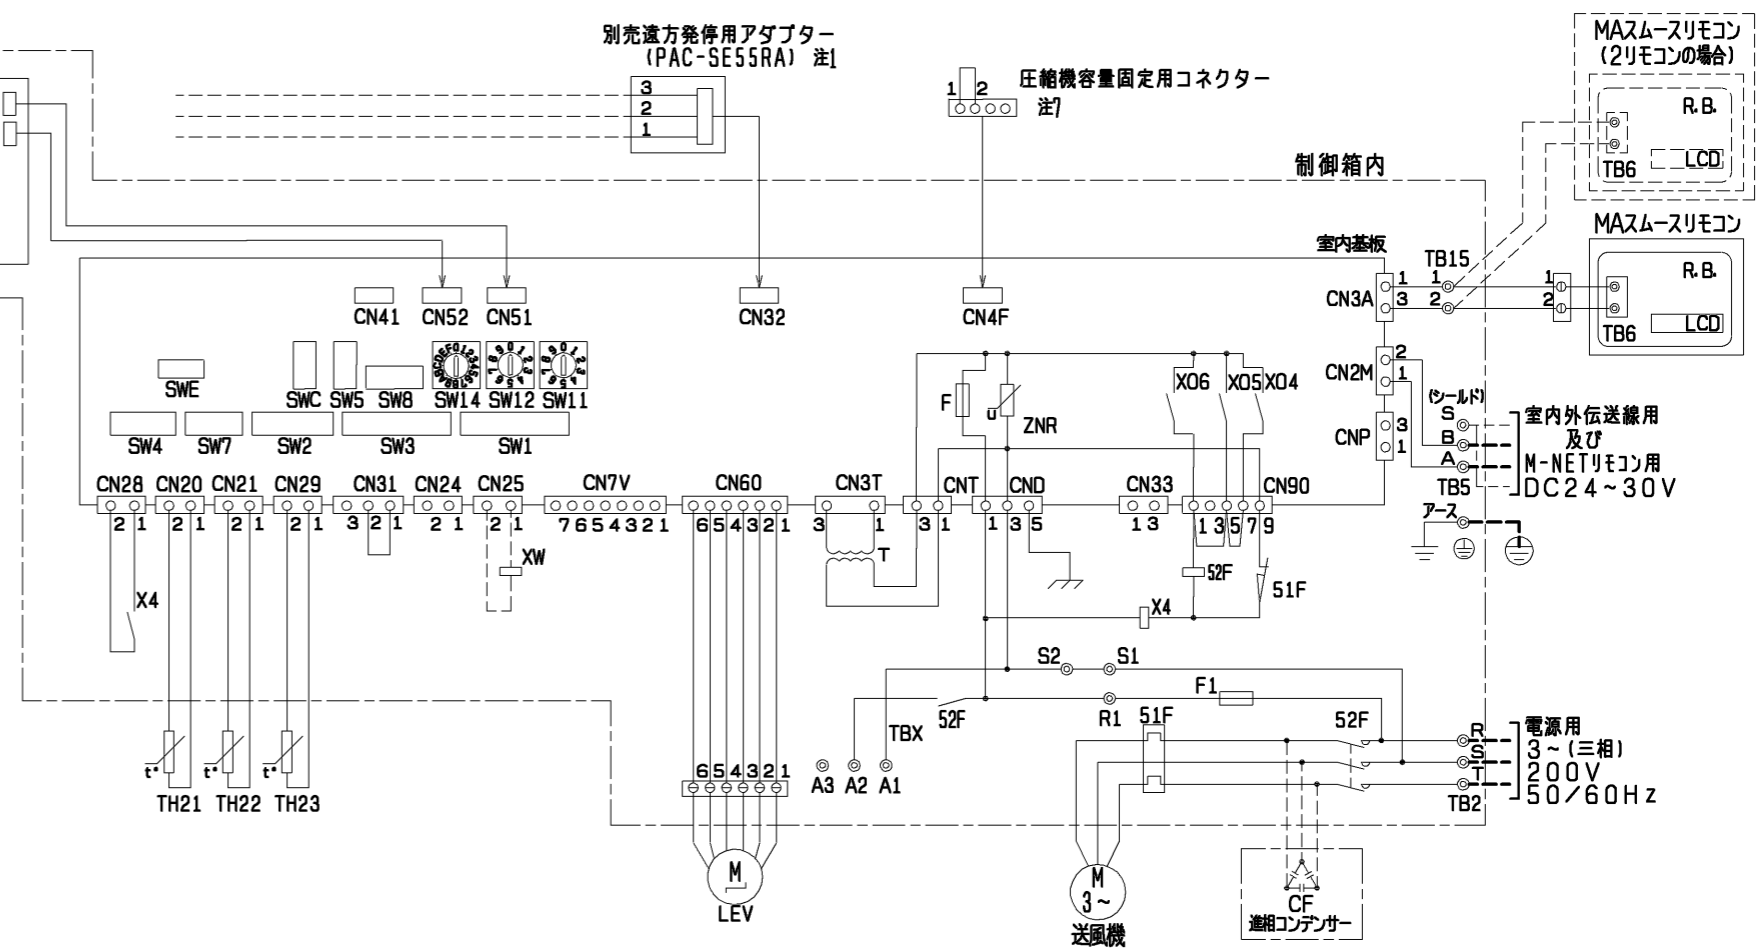 別売遠方発停用アダプター
(PAC-SE55RA) 注1
3
2
1
1 2
圧縮機容量固定用コネクター
注7
MAスムースリモコン
(2リモコンの場合)
R.B.
LCD
TB6
制御箱内
MAスムースリモコン
R.B.
LCD
TB6
室内基板
TB15
CN3A
1 1 1
3 2 2
CN41 CN52 CN51 CN32 CN4F
SWE SWC SW5 SW8 SW14 SW12 SW11
SW4 SW7 SW2 SW3 SW1
F
u
ZNR
X06 X05 X04
CN2M
2
1
CNP
3
1
(シールド)
S
B
A
TB5
室内外伝送線用
及び
M-NETリモコン用
DC24~30V
アース
CN28 CN20 CN21 CN29 CN31 CN24 CN25 CN7V CN60 CN3T CNT CND CN33 CN90
2 1 2 1 2 1 2 1 3 2 1 2 1 2 1 7 6 5 4 3 2 1 6 5 4 3 2 1 3 1 3 1 1 3 5 1 3 1 3 5 7 9
XW
T
52F
51F
X4
X4
S2 S1
F1
52F
R1
51F
52F
TBX
A3 A2 A1
R
S
T
TB2
電源用
3~(三相)
200V
50/60Hz
t°
t°
t°
TH21 TH22 TH23
6 5 4 3 2 1
M
LEV
M
3~
送風機
CF
進相コンデンサー